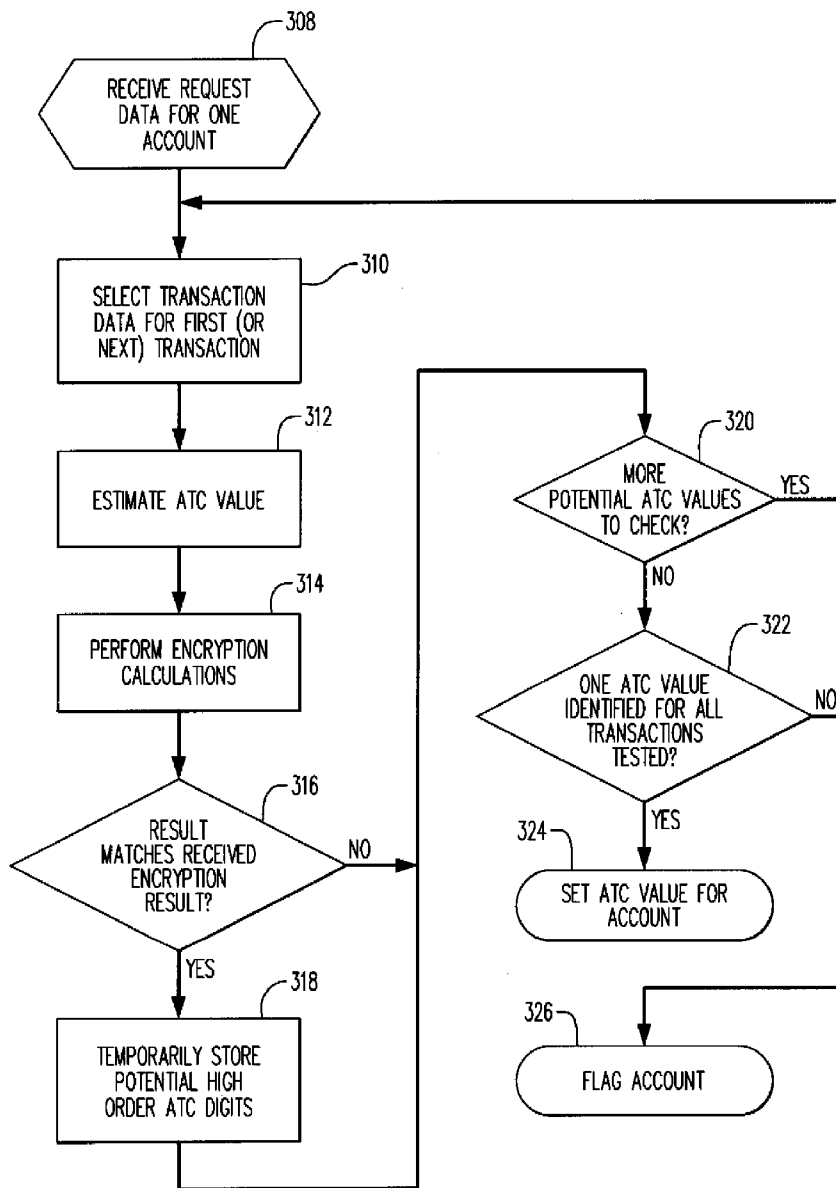 308
RECEIVE REQUEST
DATA FOR ONE
ACCOUNT
310
SELECT TRANSACTION
DATA FOR FIRST (OR
NEXT) TRANSACTION
312
ESTIMATE ATC VALUE
314
PERFORM ENCRYPTION
CALCULATIONS
316
RESULT
MATCHES RECEIVED
ENCRYPTION
RESULT?
NO
YES
318
TEMPORARILY STORE
POTENTIAL HIGH
ORDER ATC DIGITS
320
MORE
POTENTIAL ATC VALUES
TO CHECK?
YES
NO
322
ONE ATC VALUE
IDENTIFIED FOR ALL
TRANSACTIONS
TESTED?
NO
YES
324
SET ATC VALUE FOR
ACCOUNT
326
FLAG ACCOUNT